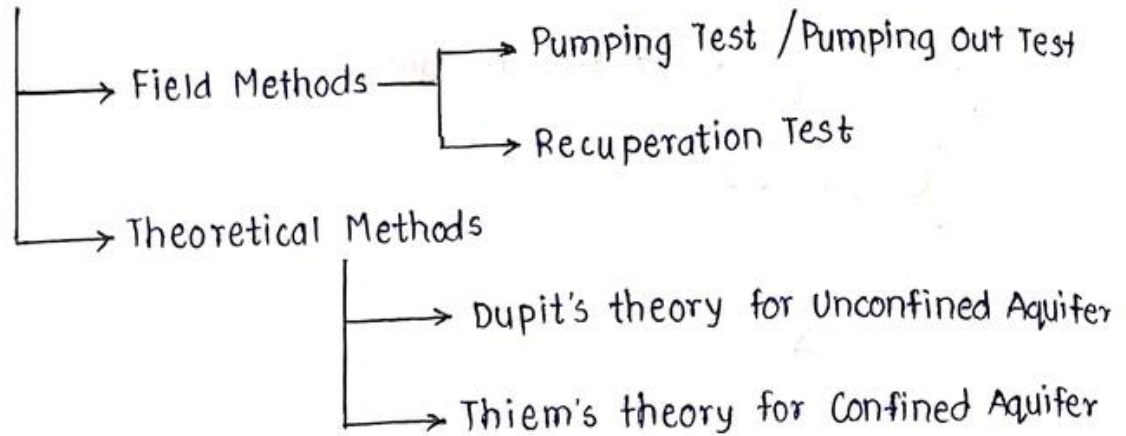 Pumping Test / Pumping out Test
Field Methods
Recuperation Test
Theoretical Methods
Dupit's theory for Unconfined Aquifer
Thiem's theory for Confined Aquifer